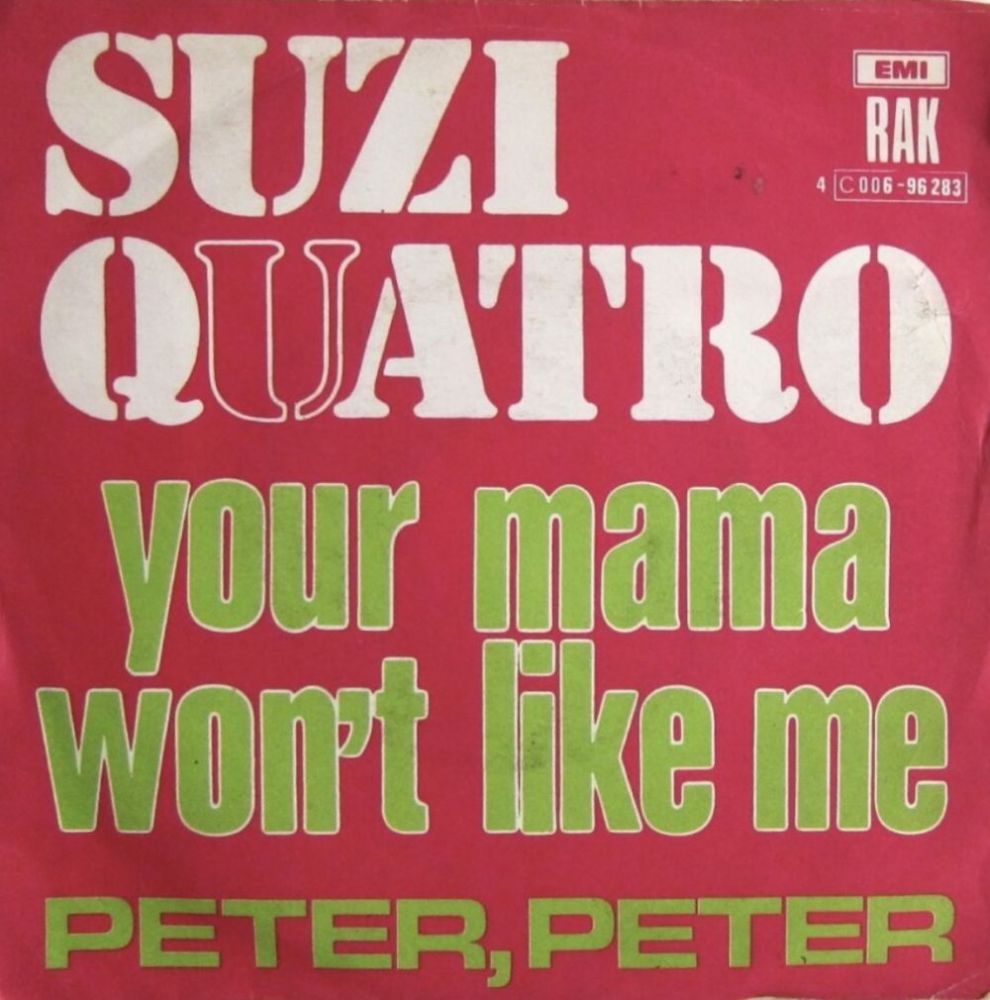 SUZI
QUATRO
EMI
RAK
4 C 006-96 283
your mama
won't like me
PETER, PETER